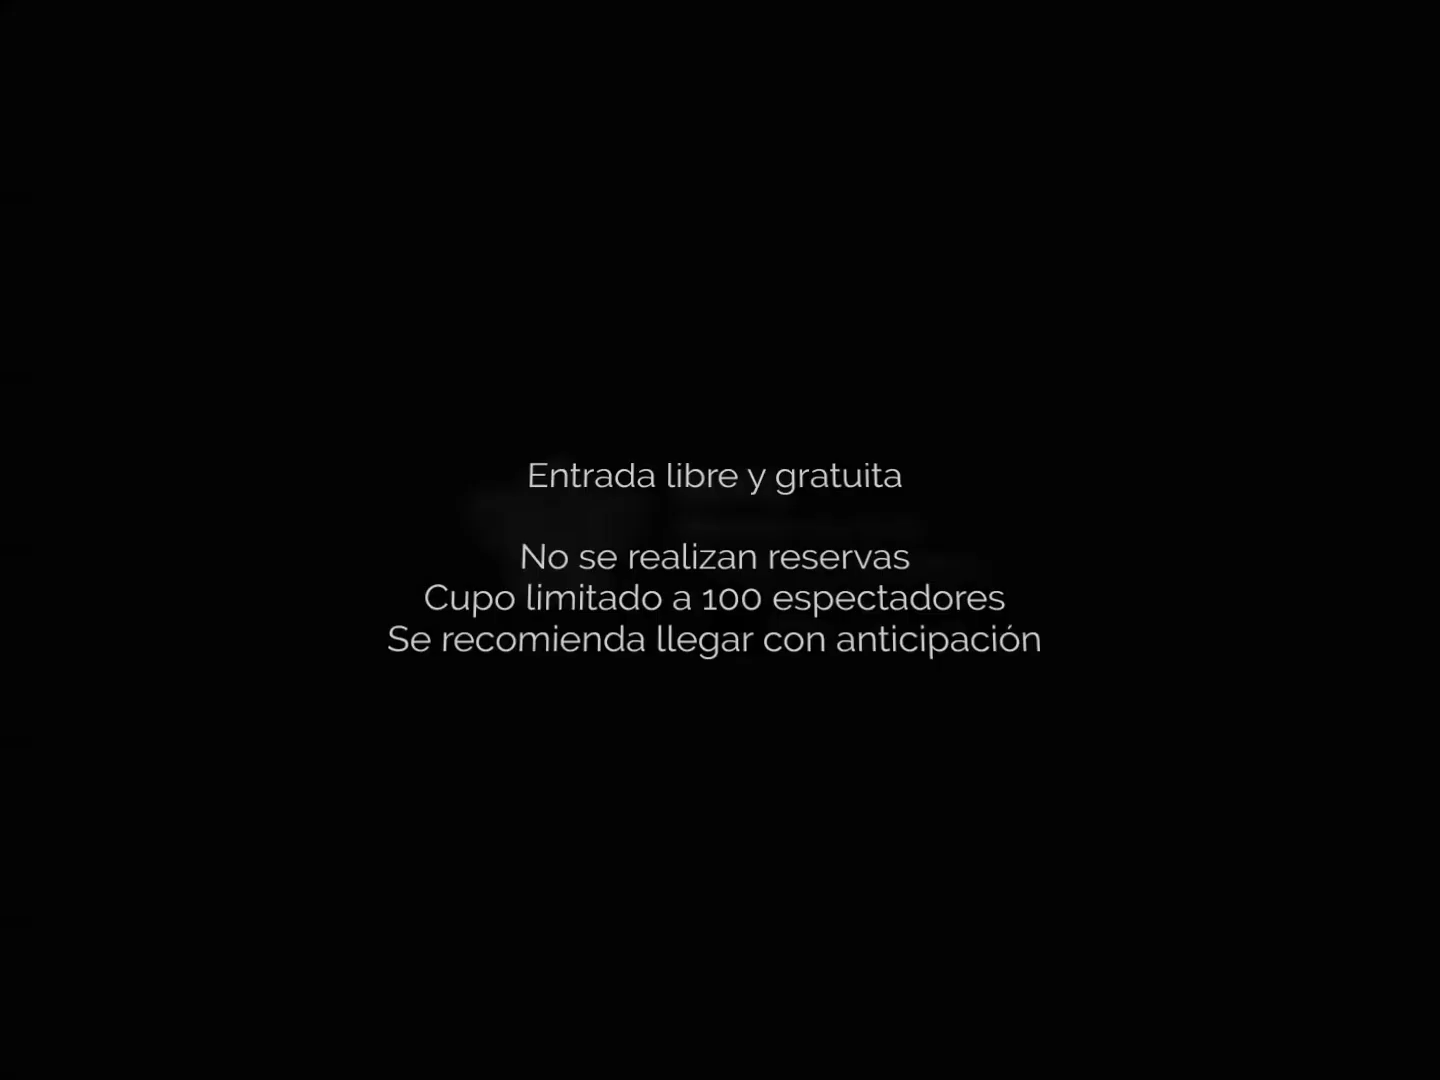 Entrada libre y gratuita
No se realizan reservas
Cupo limitado a 100 espectadores
Se recomienda llegar con anticipación